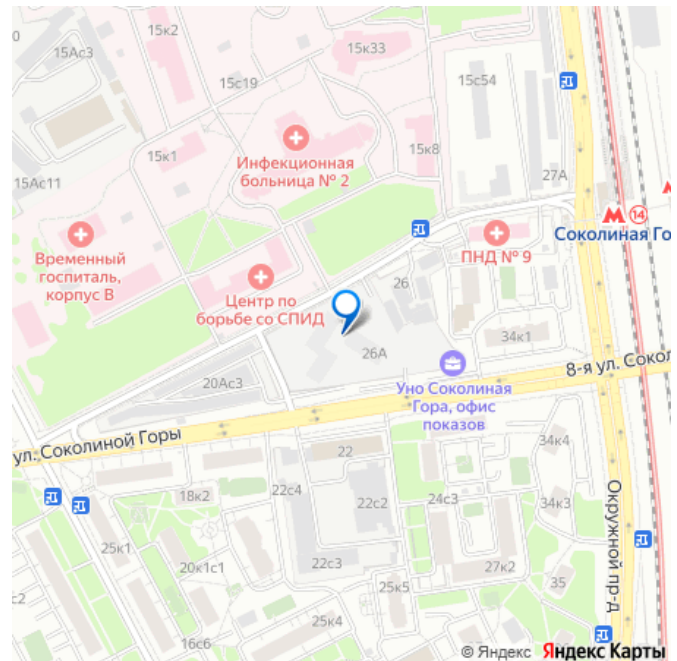 15к2
15к33
15Ас3
15с19
15с54
Инфекционная
больница № 2
15к1
15к8
15Ас11
27А
14
Соколиная Го
Временный
госпиталь,
корпус В
ПНД № 9
Центр по
борьбе со СПИД
26
34к1
26А
8-я ул. Сокол
20Ас3
Уно Соколиная
Гора, офис
показов
ул. Соколиной Горы
22
34к4
18к2
22с4
22с2
24с3
34к3
Окружной пр-д
25к1
20к1с1
22с3
27к2
35
25к5
16с6
© Яндекс Яндекс Карты